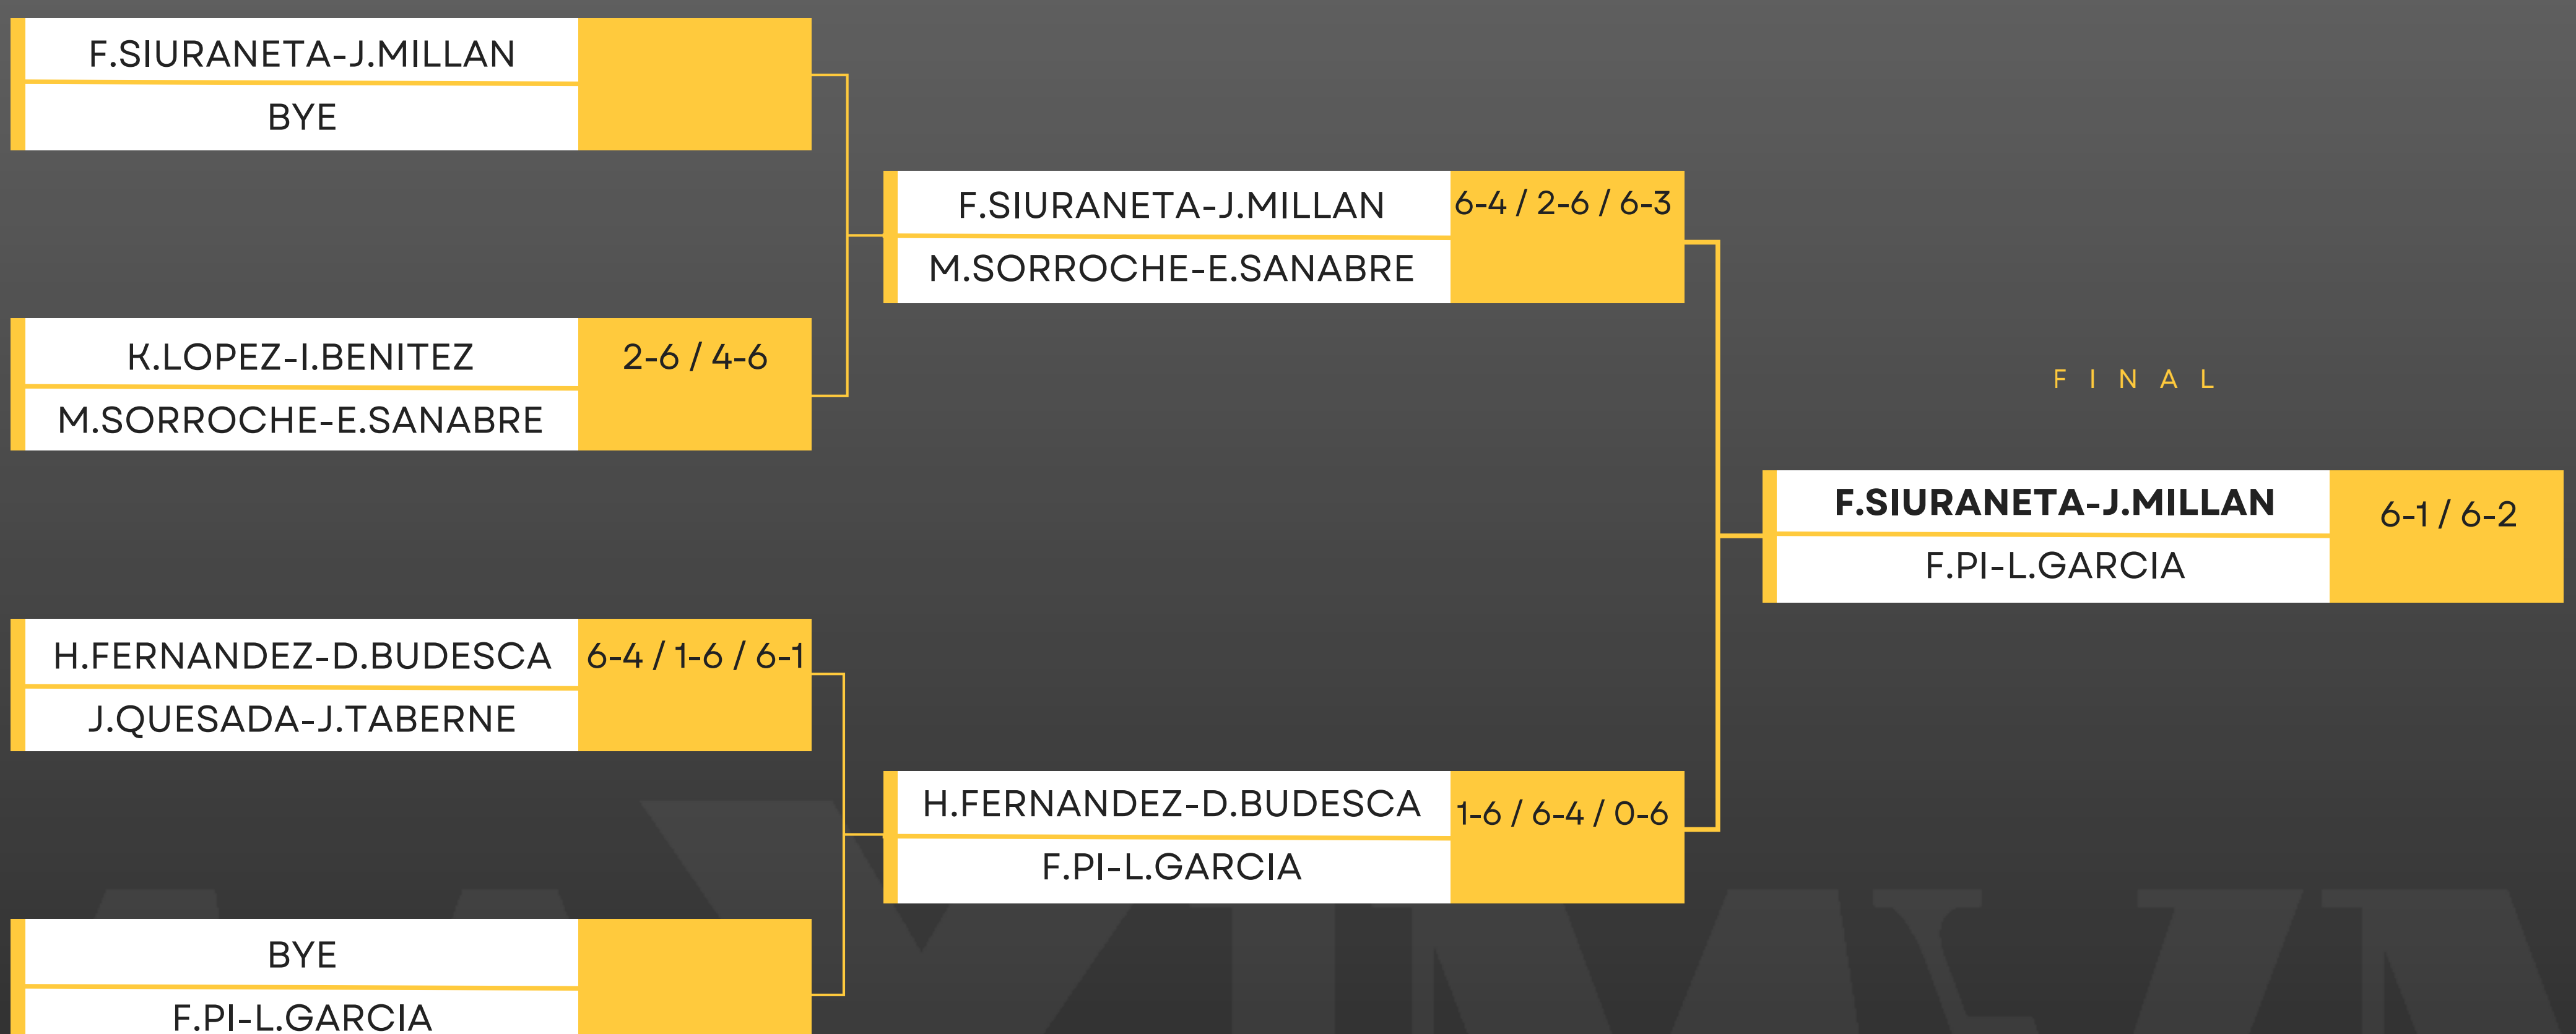 F.SIURANETA-J.MILLAN
BYE
K.LOPEZ-I.BENITEZ 2-6 / 4-6
M.SORROCHE-E.SANABRE
H.FERNANDEZ-D.BUDESCA 6-4 / 1-6 / 6-1
J.QUESADA-J.TABERNE
BYE
F.PI-L.GARCIA
F.SIURANETA-J.MILLAN 6-4 / 2-6 / 6-3
M.SORROCHE-E.SANABRE
H.FERNANDEZ-D.BUDESCA 1-6 / 6-4 / 0-6
F.PI-L.GARCIA
FINAL
F.SIURANETA-J.MILLAN 6-1 / 6-2
F.PI-L.GARCIA